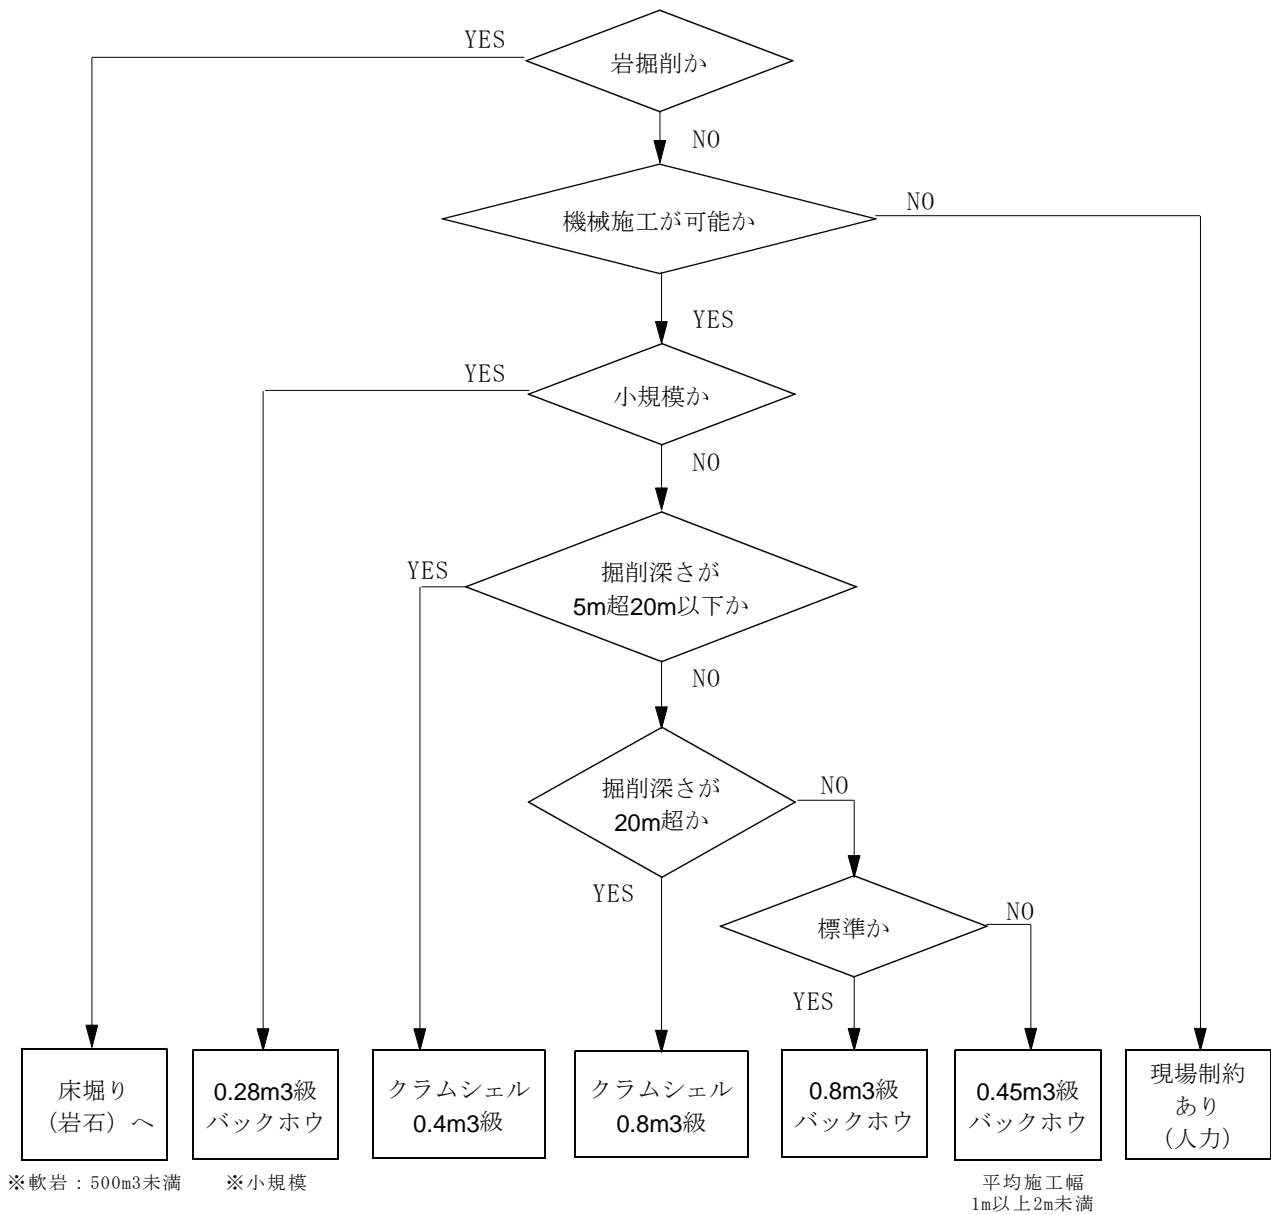 YES
岩掘削か
NO
機械施工が可能か
NO
YES
YES
小規模か
NO
YES
掘削深さが
5m超20m以下か
NO
掘削深さが
20m超か
NO
YES
標準か
NO
YES
床堀り
(岩石) へ
0.28m3級
バックホウ
クラムシェル
0.4m3級
クラムシェル
0.8m3級
0.8m3級
バックホウ
0.45m3級
バックホウ
現場制約
あり
(人力)
※軟岩：500m3未満
※小規模
平均施工幅
1m以上2m未満